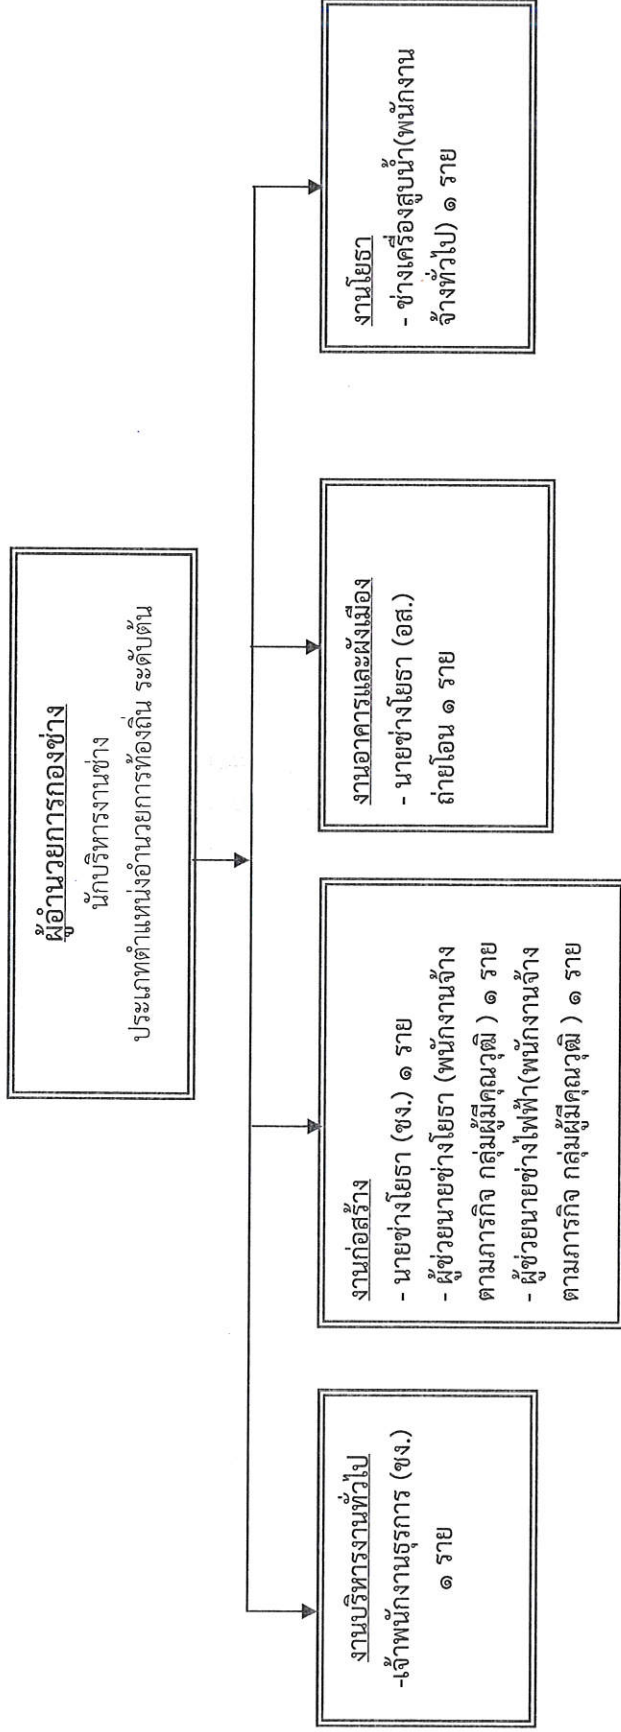 ผู้อำนวยการกองช่าง
นักบริหารงานช่าง
ประเภทตำแหน่งอำนวยการท้องถิ่น ระดับต้น
งานบริหารงานทั่วไป
-เจ้าพนักงานธุรการ (ชง.)
๑ ราย
งานก่อสร้าง
- นายช่างโยธา (ชง.) ๑ ราย
- ผู้ช่วยนายช่างโยธา (พนักงานจ้าง
ตามภารกิจ กลุ่มผู้มีคุณวุฒิ ) ๑ ราย
- ผู้ช่วยนายช่างไฟฟ้า(พนักงานจ้าง
ตามภารกิจ กลุ่มผู้มีคุณวุฒิ ) ๑ ราย
งานอาคารและผังเมือง
- นายช่างโยธา (อส.)
ถ่ายโอน ๑ ราย
งานโยธา
- ช่างเครื่องสูบน้ำ(พนักงาน
จ้างทั่วไป) ๑ ราย